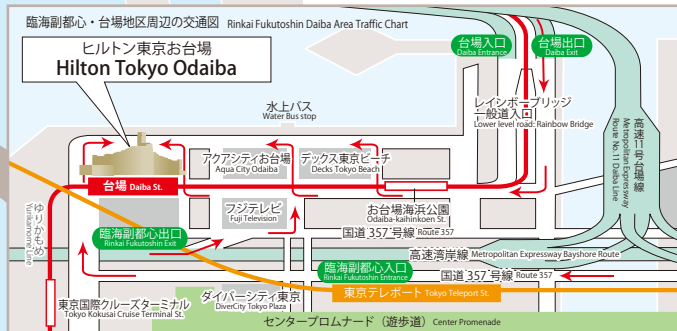 臨海副都心・台場地区周辺の交通図 Rinkai Fukutoshin Daiba Area Traffic Chart
ヒルトン東京お台場
Hilton Tokyo Odaiba
台場入口
Daiba Entrance
台場出口
Daiba Exit
水上バス
Water Bus stop
レインボーブリッジ
一般道入口
Lower level road: Rainbow Bridge
高速11号台場線
Metropolitan Expressway
Route No.11 Daiba Line
アクアシティお台場
Aqua City Odaiba
デックス東京ビーチ
Decks Tokyo Beach
台場 Daiba St.
お台場海浜公園
Odaiba-kaihinkoen St.
ゆりかもめ
Yurikamome Line
フジテレビ
Fuji Television
国道 357 号線 Route 357
臨海副都心出口
Rinkai Fukutoshin Exit
高速湾岸線 Metropolitan Expressway Bayshore Route
臨海副都心入口
Rinkai Fukutoshin Entrance
国道 357 号線 Route 357
東京国際クルーズターミナル
Tokyo Kokusai Cruise Terminal St.
ダイバーシティ東京
DiverCity Tokyo Plaza
東京テレポート Tokyo Teleport St.
センタープロムナード（遊歩道） Center Promenade